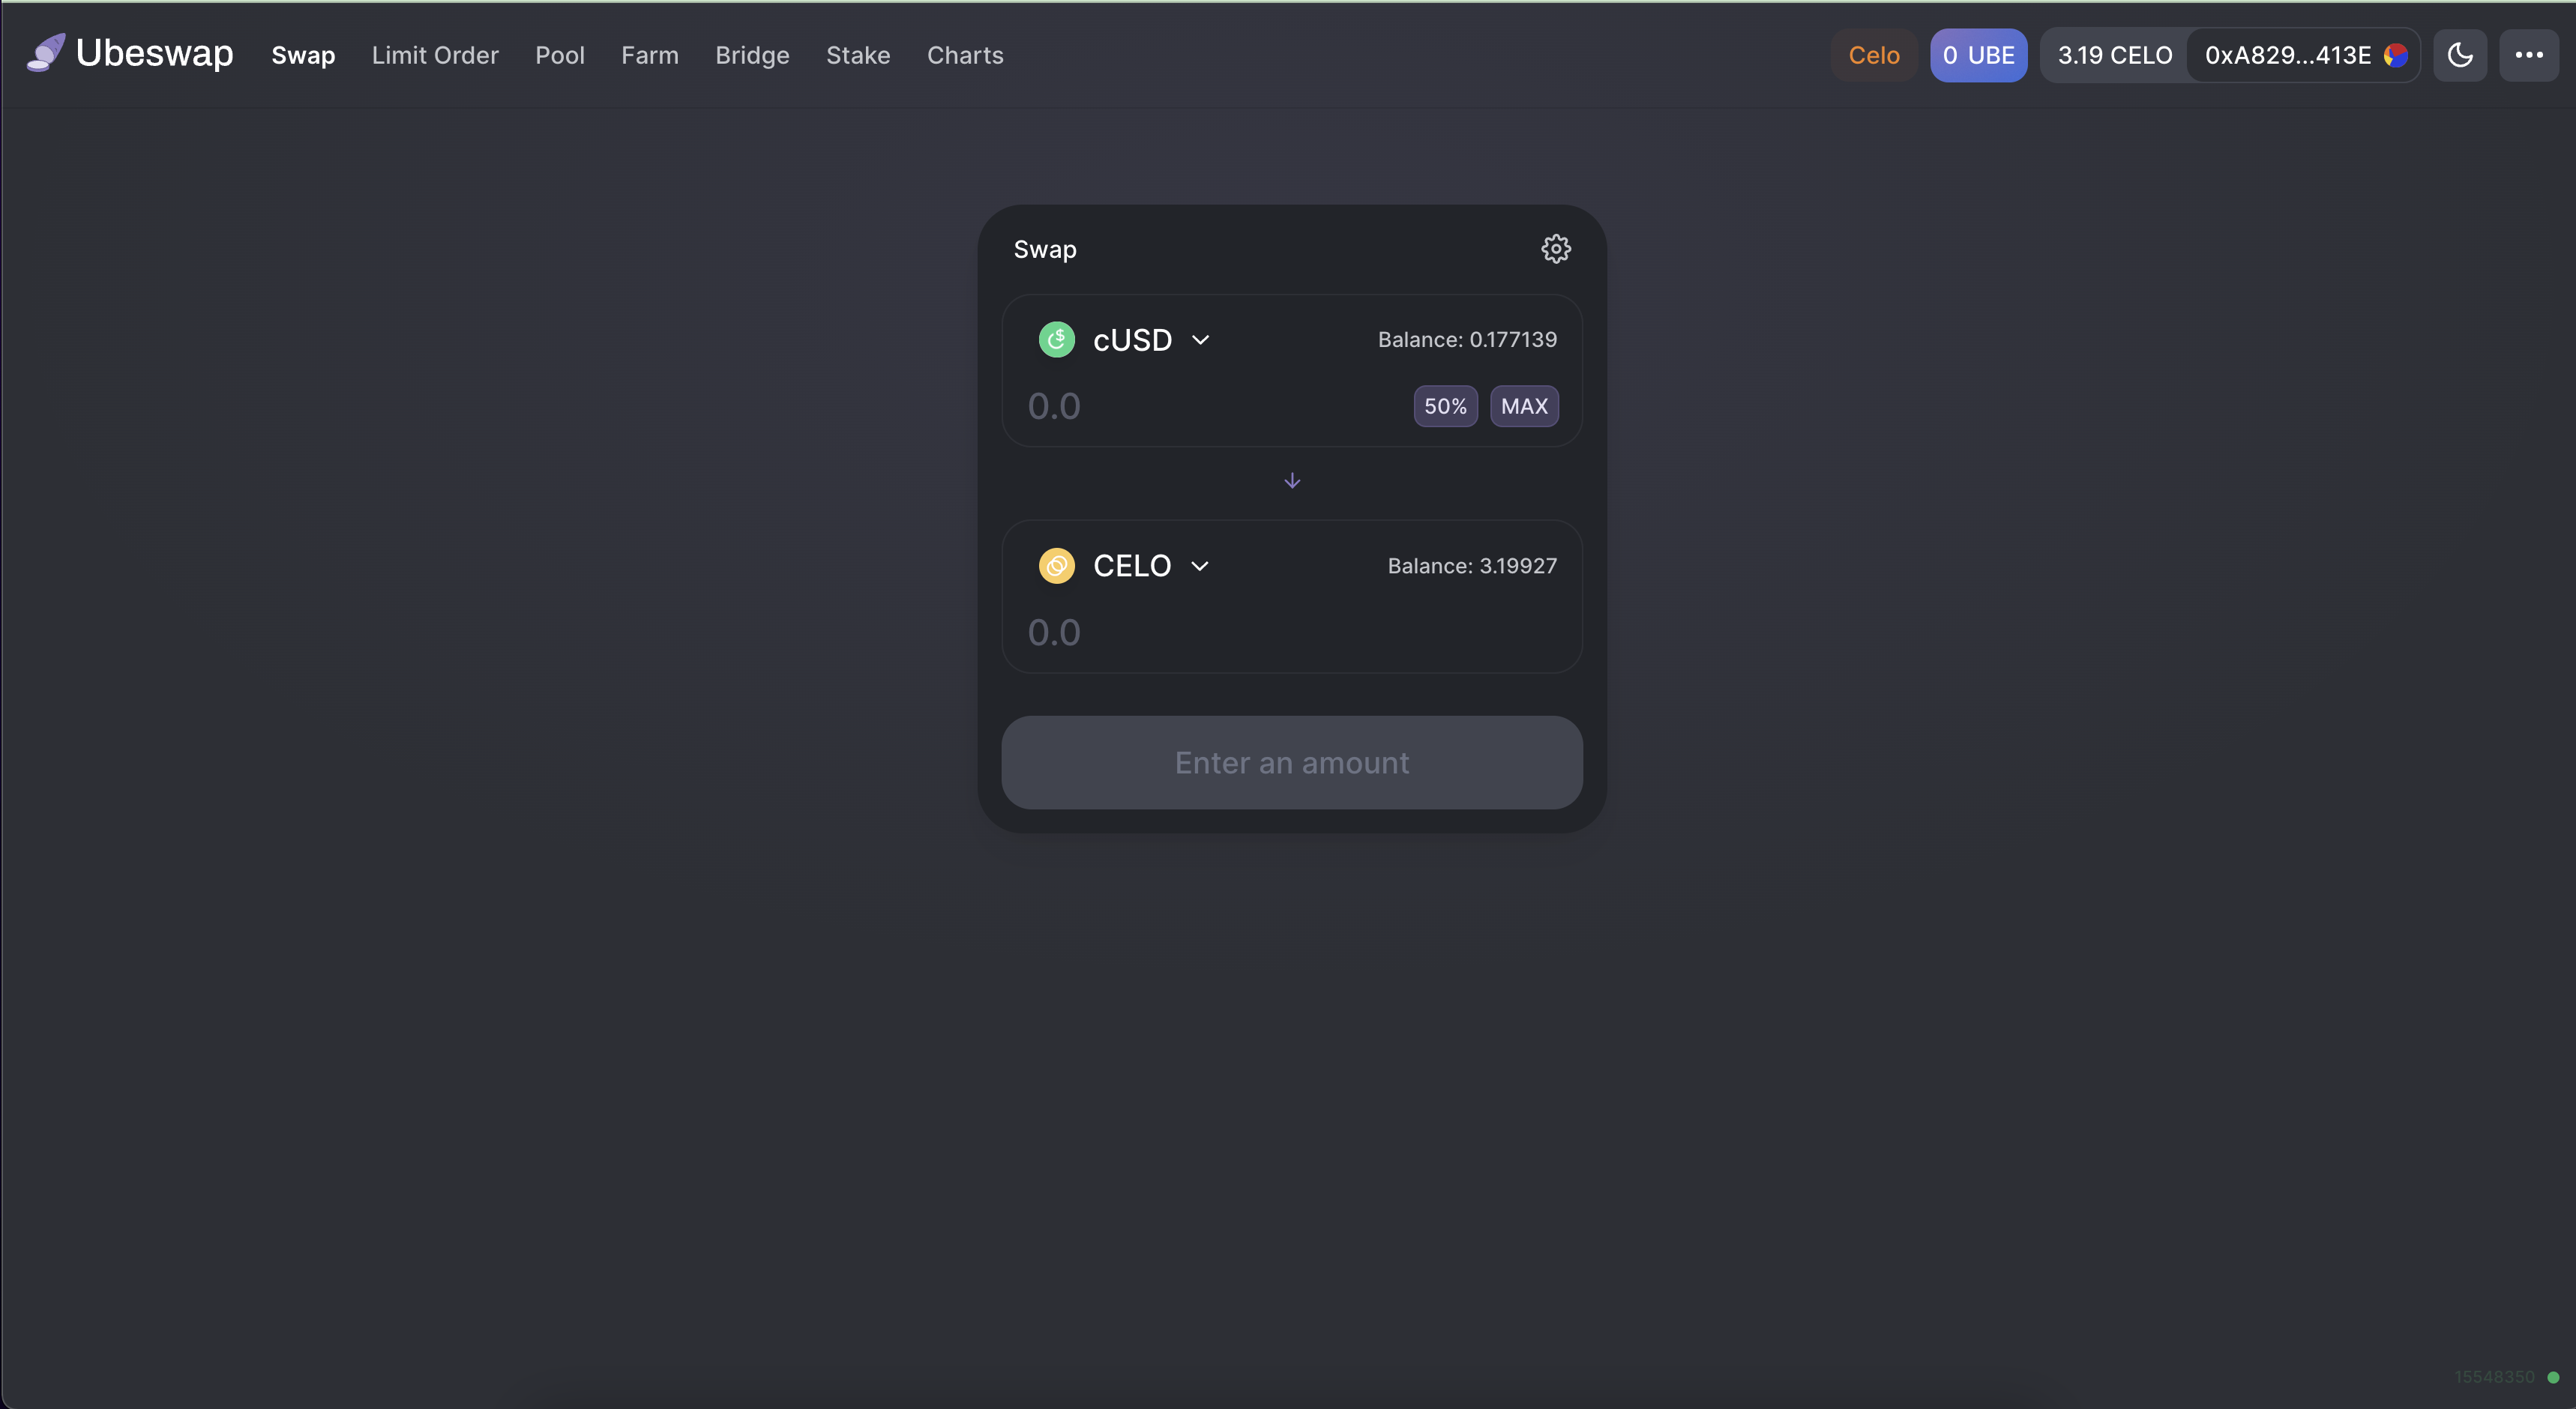 Ubeswap Swap Limit Order Pool Farm Bridge Stake Charts Celo 0 UBE 3.19 CELO 0xA829...413E
Swap
cUSD Balance: 0.177139
0.0 50% MAX
CELO Balance: 3.19927
0.0
Enter an amount
15548350